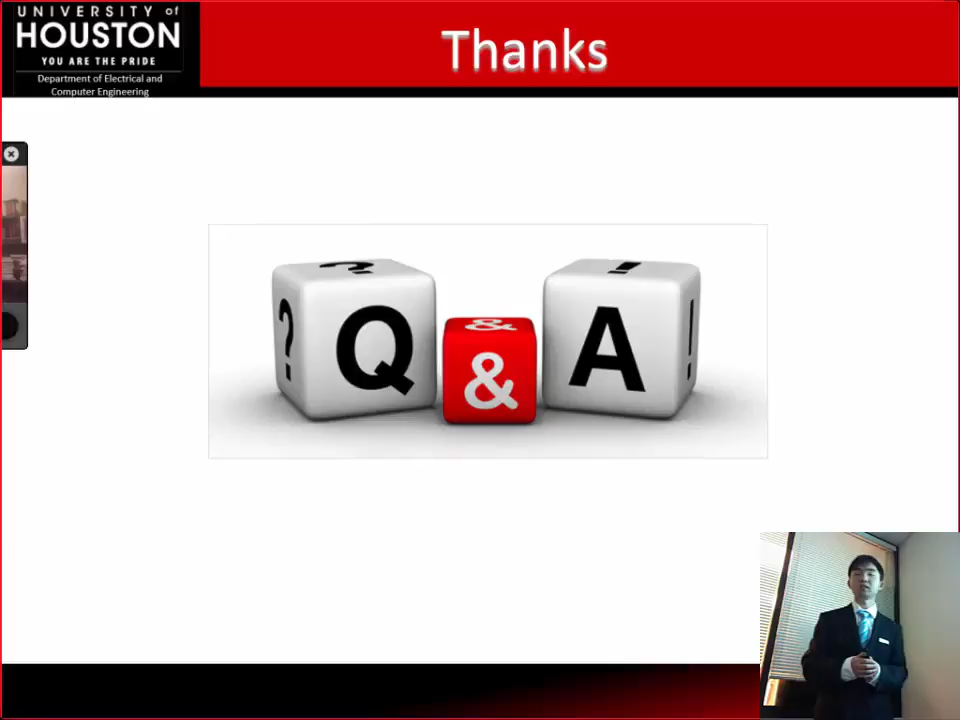 UNIVERSITY of
HOUSTON
YOU ARE THE PRIDE
Department of Electrical and
Computer Engineering
Thanks
? ? Q & & A ! !